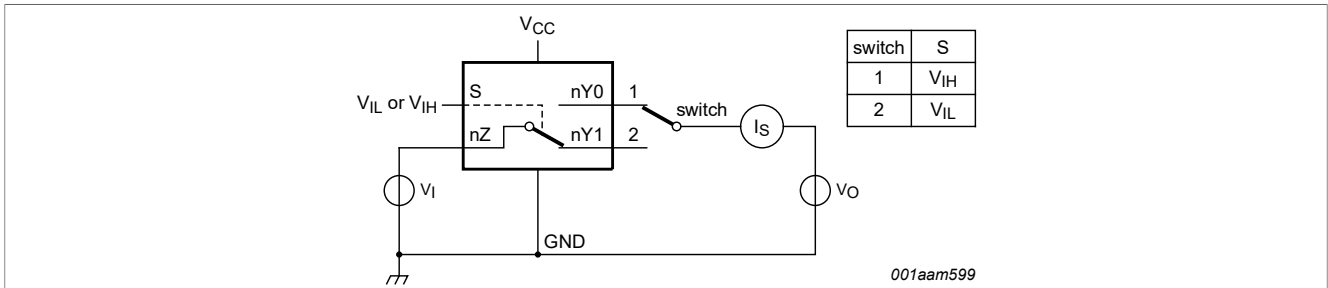 VCC
switch S
S nY0 1
VIL or VIH
switch
1 VIH
IS
nZ nY1 2
2 VIL
VI
VO
GND
001aam599